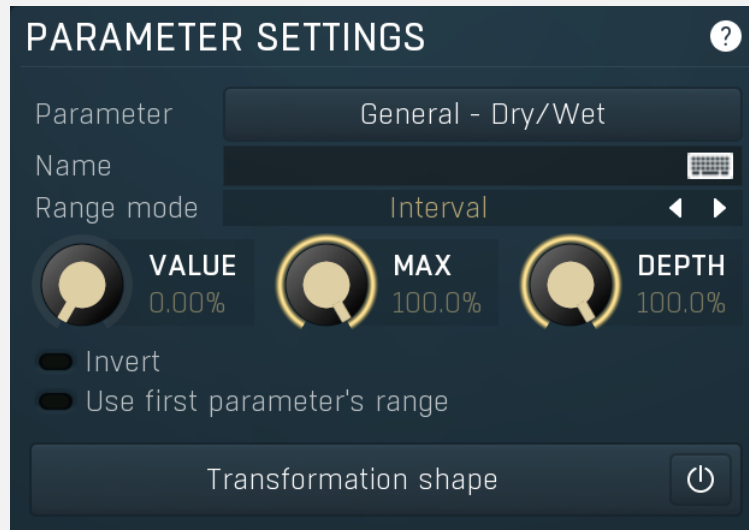 PARAMETER SETTINGS ?
Parameter General - Dry/Wet
Name
Range mode Interval
VALUE MAX DEPTH
0.00% 100.0% 100.0%
Invert
Use first parameter's range
Transformation shape